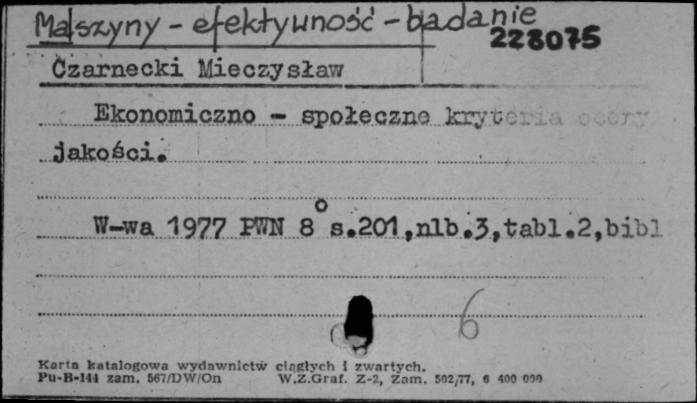 Maszyny - efektywność - badanie
228075
Czarnecki Mieczysław
Ekonomiczno - społeczne kryteria oceny
jakości.
W-wa 1977 PWN 8° s.201,nlb.3,tabl.2,bibl
6
Karta katalogowa wydawnictw ciągłych i zwartych.
Pu-B-144 zam. 567/DW/On W.Z.Graf. Z-2, Zam. 502/77, 6 400 000